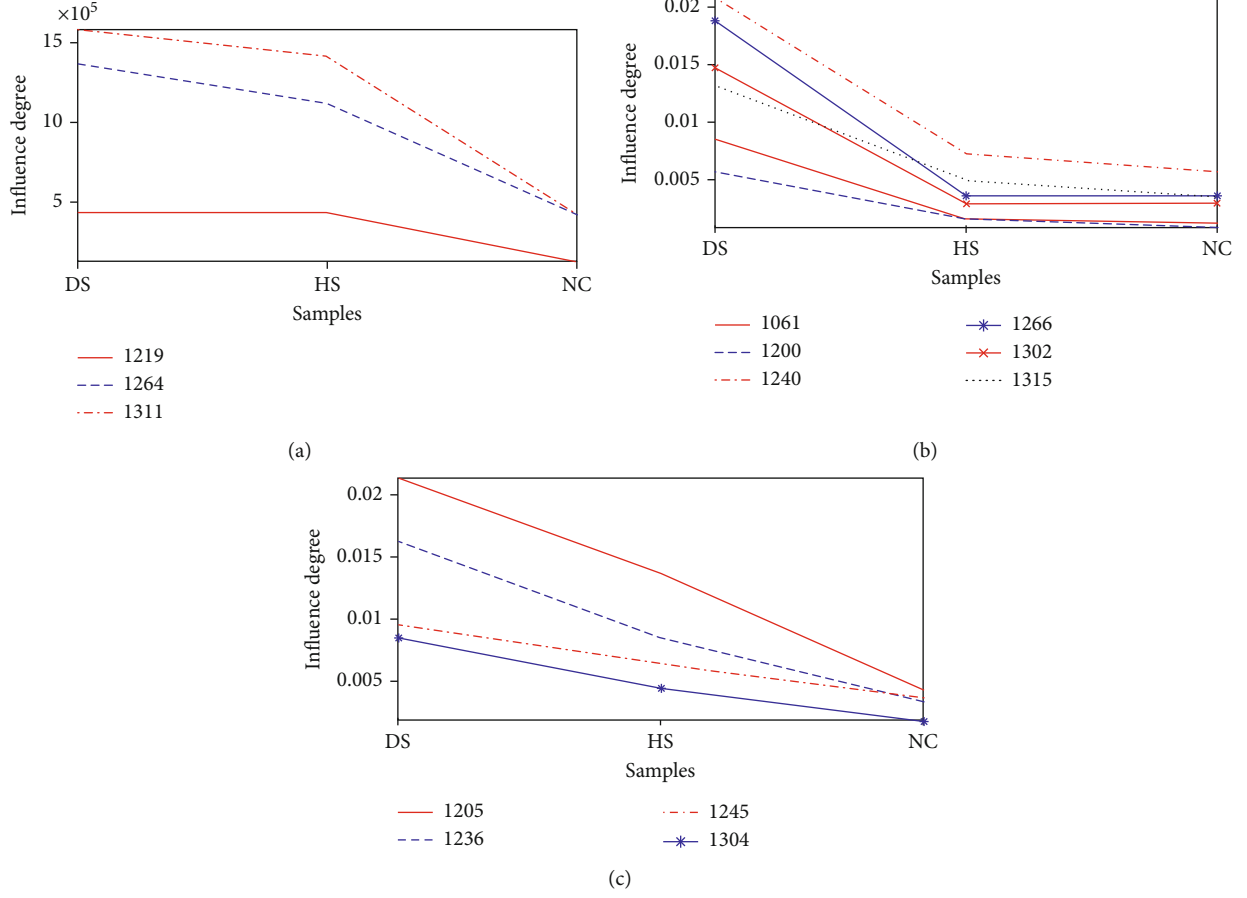 ×10⁵
15
10
5
Influence degree
DS HS NC
Samples
1219
1264
1311
(a)
0.02
0.015
0.01
0.005
Influence degree
DS HS NC
Samples
1061
1200
1240
1266
1302
1315
(b)
0.02
0.015
0.01
0.005
Influence degree
DS HS NC
Samples
1205
1236
1245
1304
(c)